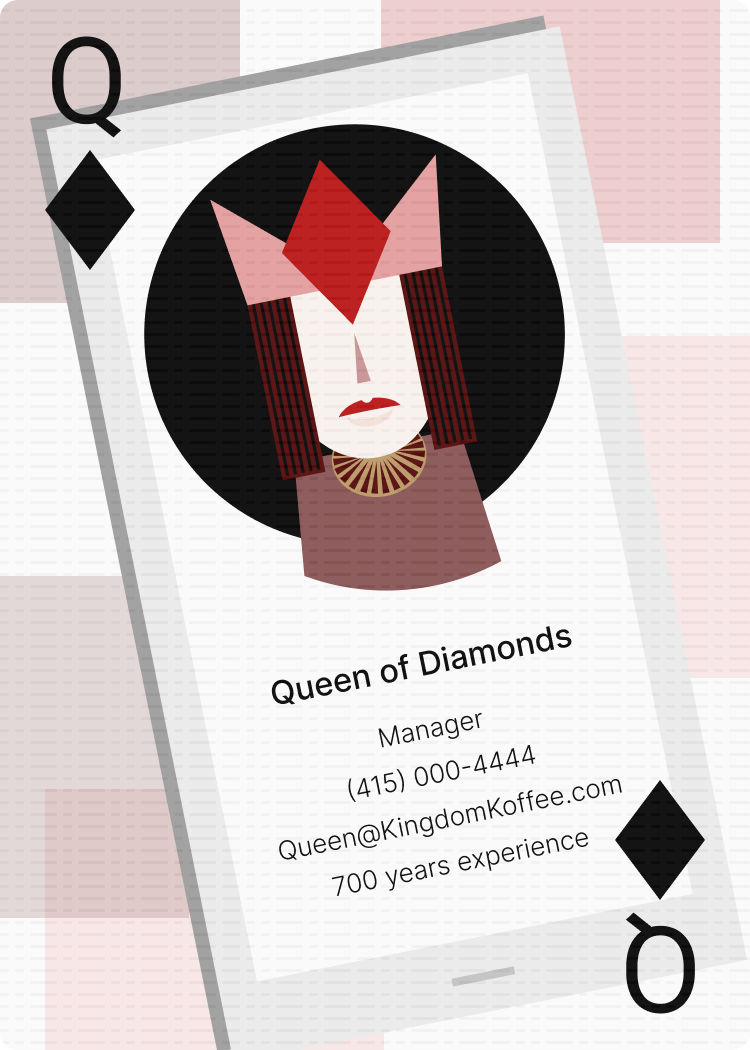 Q
Queen of Diamonds
Manager
(415) 000-4444
Queen@KingdomKoffee.com
700 years experience
Q